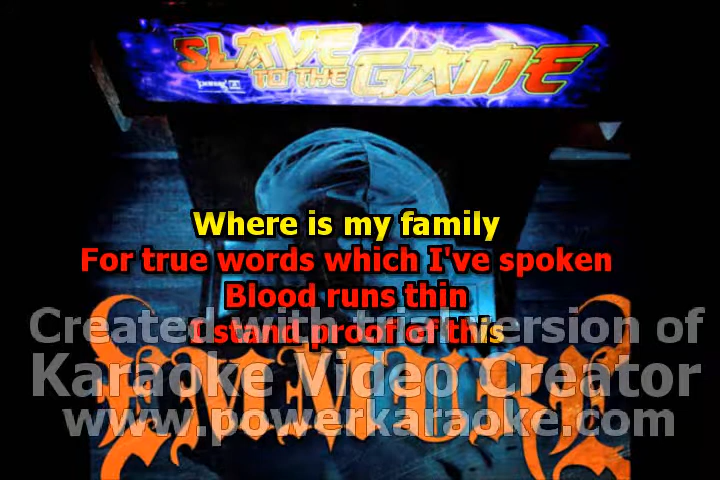 SLAVE
TO THE
GAME
Where is my family
For true words which I've spoken
Blood runs thin
I stand proof of this
Created with trial version of
Karaoke Video Creator
www.powerkaraoke.com
EMMURE